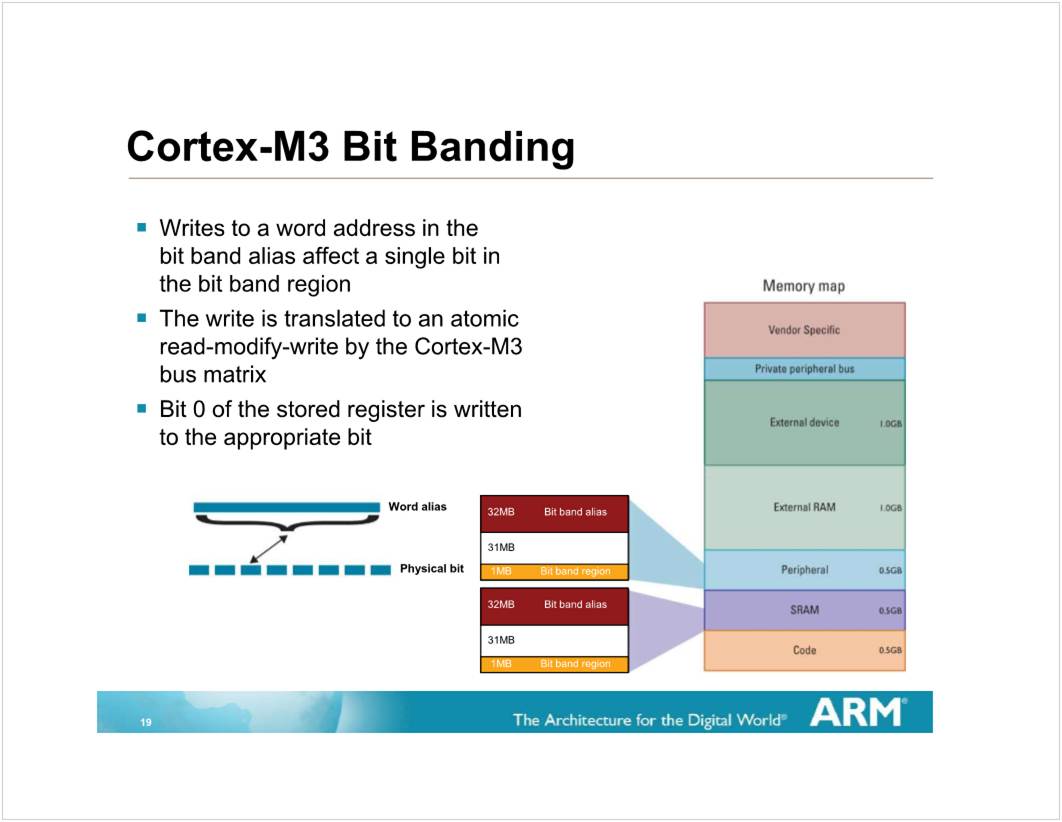 Cortex-M3 Bit Banding
Writes to a word address in the
bit band alias affect a single bit in
the bit band region
The write is translated to an atomic
read-modify-write by the Cortex-M3
bus matrix
Bit 0 of the stored register is written
to the appropriate bit
Memory map
Vendor Specific
Private peripheral bus
External device 1.0GB
External RAM 1.0GB
Peripheral 0.5GB
SRAM 0.5GB
Code 0.5GB
Word alias
Physical bit
32MB Bit band alias
31MB
1MB Bit band region
32MB Bit band alias
31MB
1MB Bit band region
19
The Architecture for the Digital World®
ARM®